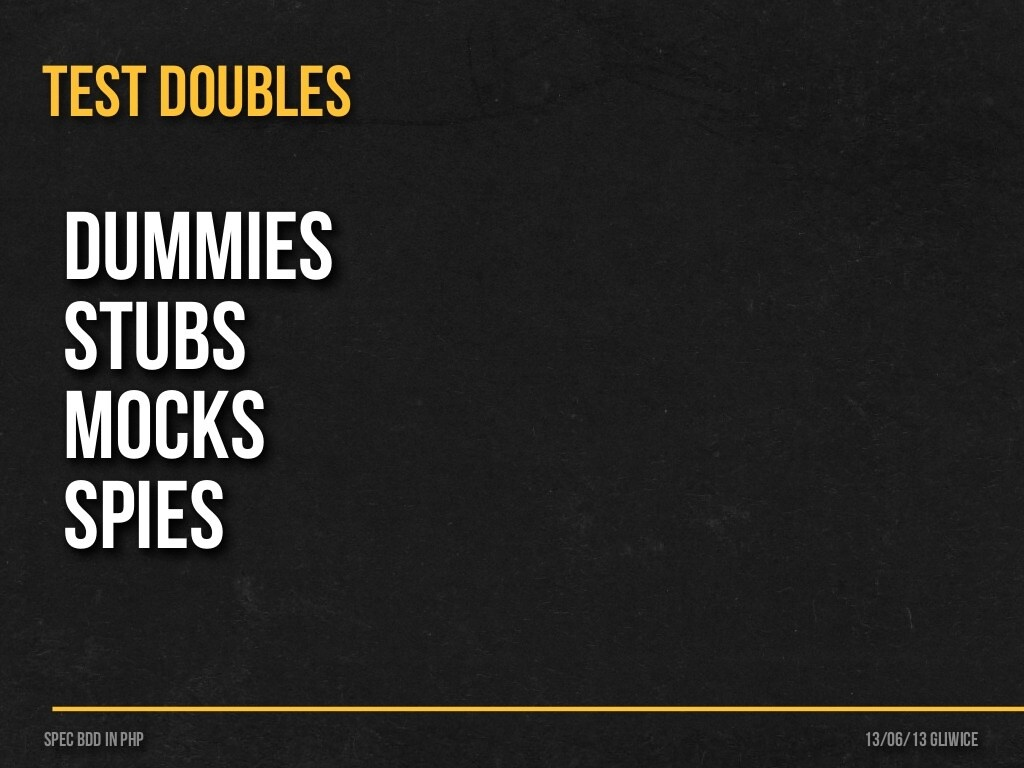 TEST DOUBLES
DUMMIES
STUBS
MOCKS
SPIES
SPEC BDD IN PHP
13/06/13 GLIWICE